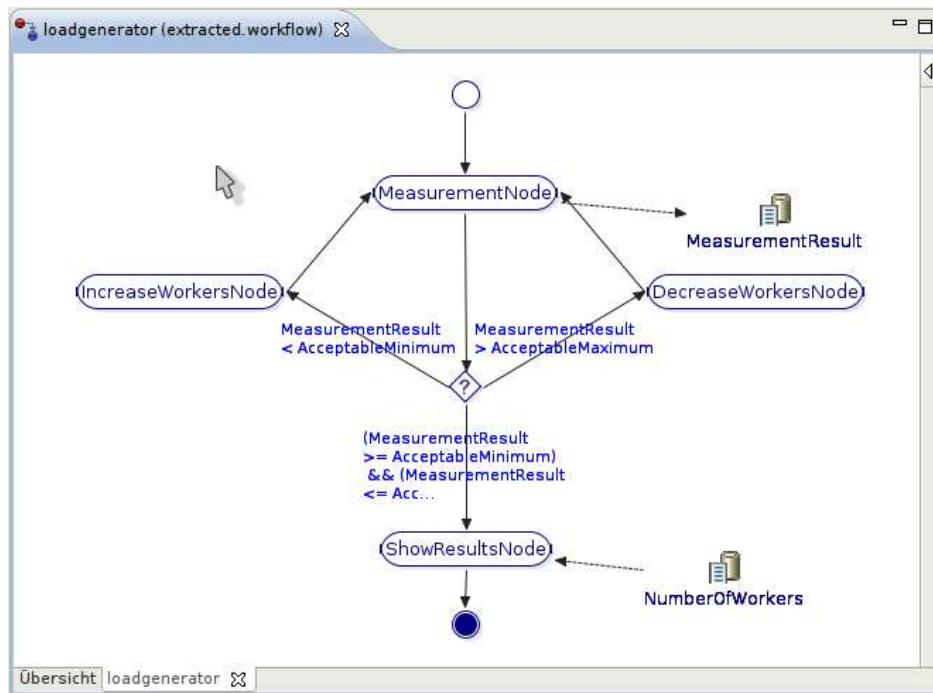 loadgenerator (extracted.workflow)
MeasurementNode
MeasurementResult
IncreaseWorkersNode
DecreaseWorkersNode
MeasurementResult
< AcceptableMinimum
MeasurementResult
> AcceptableMaximum
?
(MeasurementResult
>= AcceptableMinimum)
&& (MeasurementResult
<= Acc...
ShowResultsNode
NumberOfWorkers
Übersicht loadgenerator